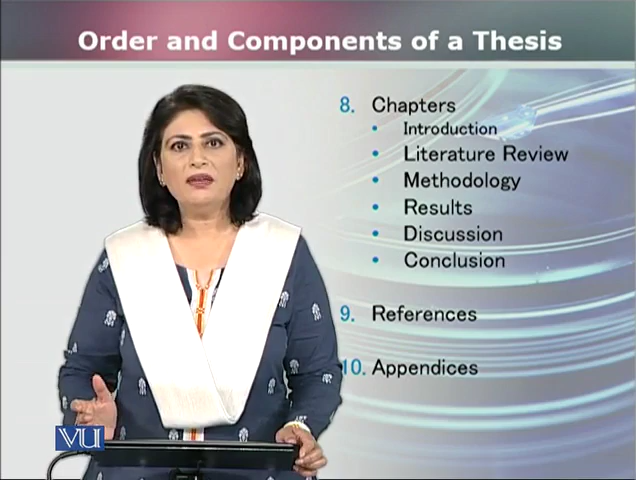 Order and Components of a Thesis
8. Chapters
• Introduction
• Literature Review
• Methodology
• Results
• Discussion
• Conclusion
9. References
10. Appendices
VU